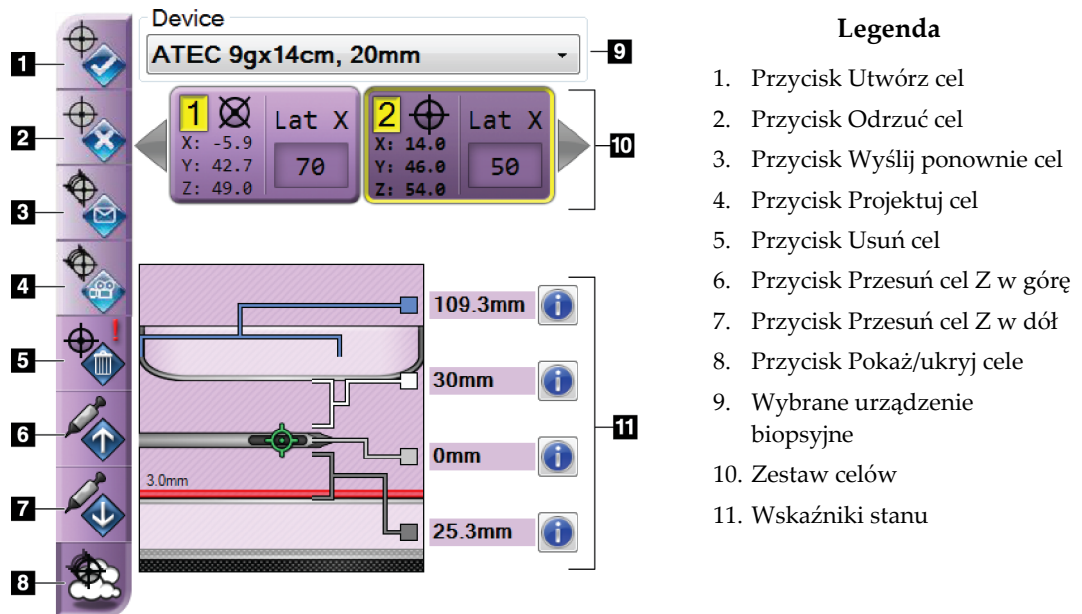 Device
ATEC 9gx14cm, 20mm
9
1
2
3
4
5
6
7
8
1
X: -5.9
Y: 42.7
Z: 49.0
Lat X
70
2
X: 14.0
Y: 46.0
Z: 54.0
Lat X
50
10
!
109.3mm
30mm
0mm
3.0mm
25.3mm
11
Legenda
1. Przycisk Utwórz cel
2. Przycisk Odrzuć cel
3. Przycisk Wyślij ponownie cel
4. Przycisk Projektuj cel
5. Przycisk Usuń cel
6. Przycisk Przesuń cel Z w górę
7. Przycisk Przesuń cel Z w dół
8. Przycisk Pokaż/ukryj cele
9. Wybrane urządzenie
biopsyjne
10. Zestaw celów
11. Wskaźniki stanu